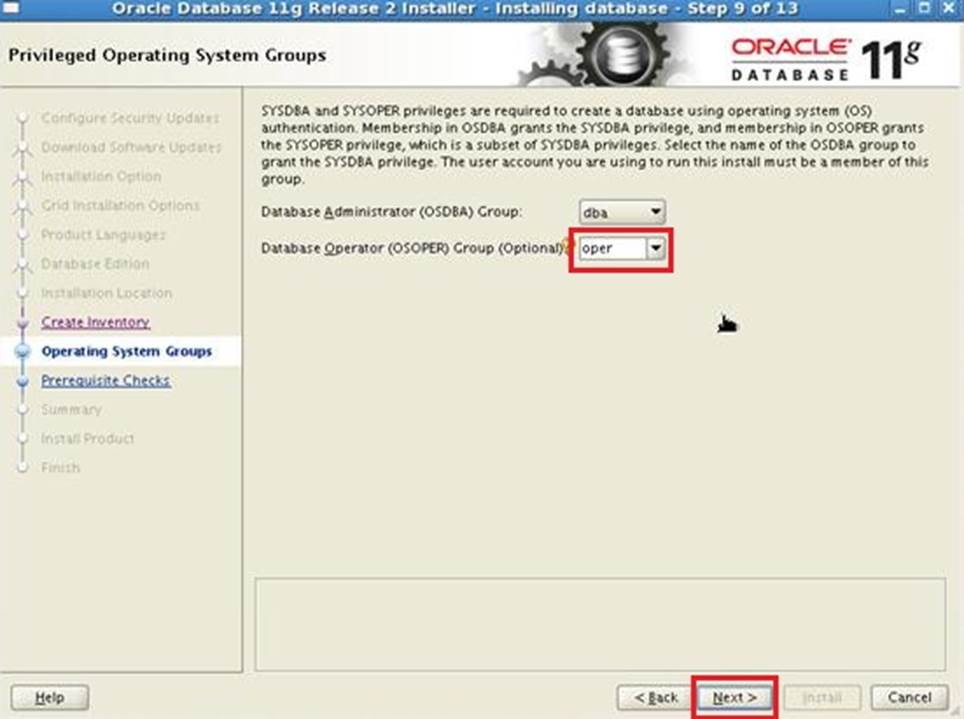 Oracle Database 11g Release 2 Installer - Installing database - Step 9 of 13
Privileged Operating System Groups
ORACLE
DATABASE 11g
Configure Security Updates
Download Software Updates
Installation Option
Grid Installation Options
Product Languages
Database Edition
Installation Location
Create Inventory
Operating System Groups
Prerequisite Checks
Summary
Install Product
Finish
SYSDBA and SYSOPER privileges are required to create a database using operating system (OS)
authentication. Membership in OSDBA grants the SYSDBA privilege, and membership in OSOPER grants
the SYSOPER privilege, which is a subset of SYSDBA privileges. Select the name of the OSDBA group to
grant the SYSDBA privilege. The user account you are using to run this install must be a member of this
group.
Database Administrator (OSDBA) Group: dba
Database Operator (OSOPER) Group (Optional): oper
Help
< Back
Next >
Install
Cancel